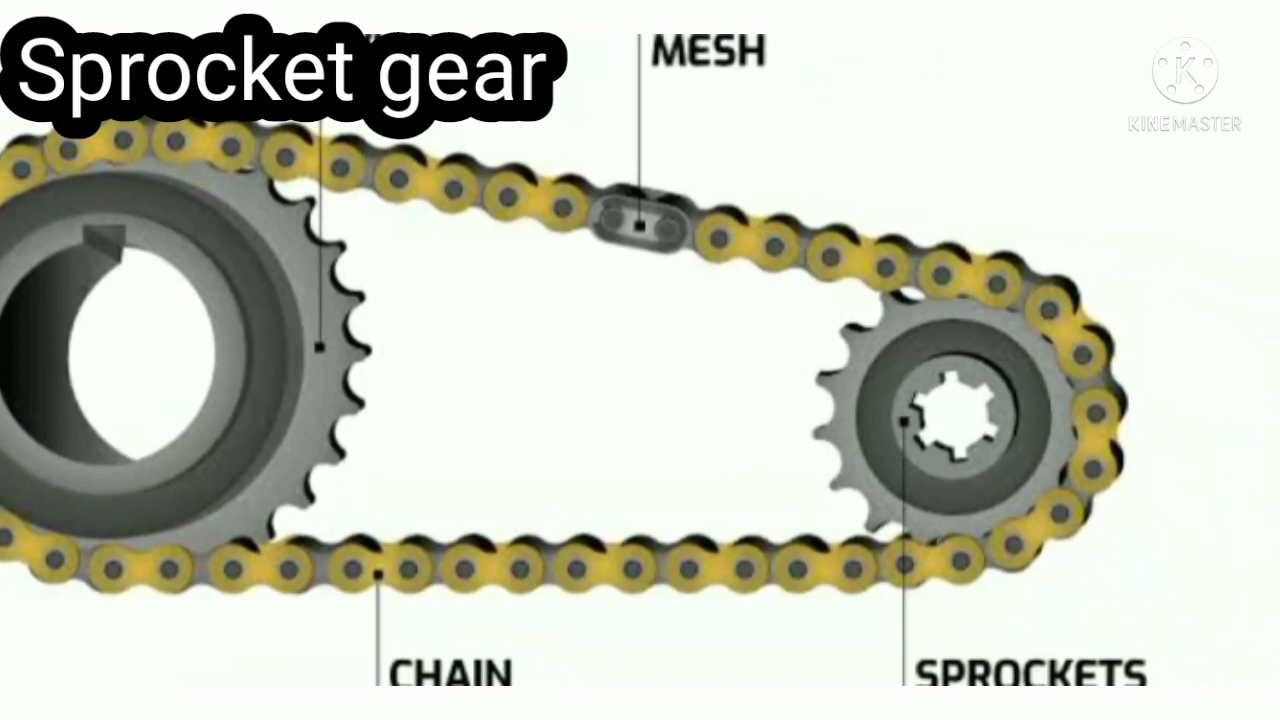 Sprocket gear
MESH
K
KINEMASTER
CHAIN
SPROCKETS